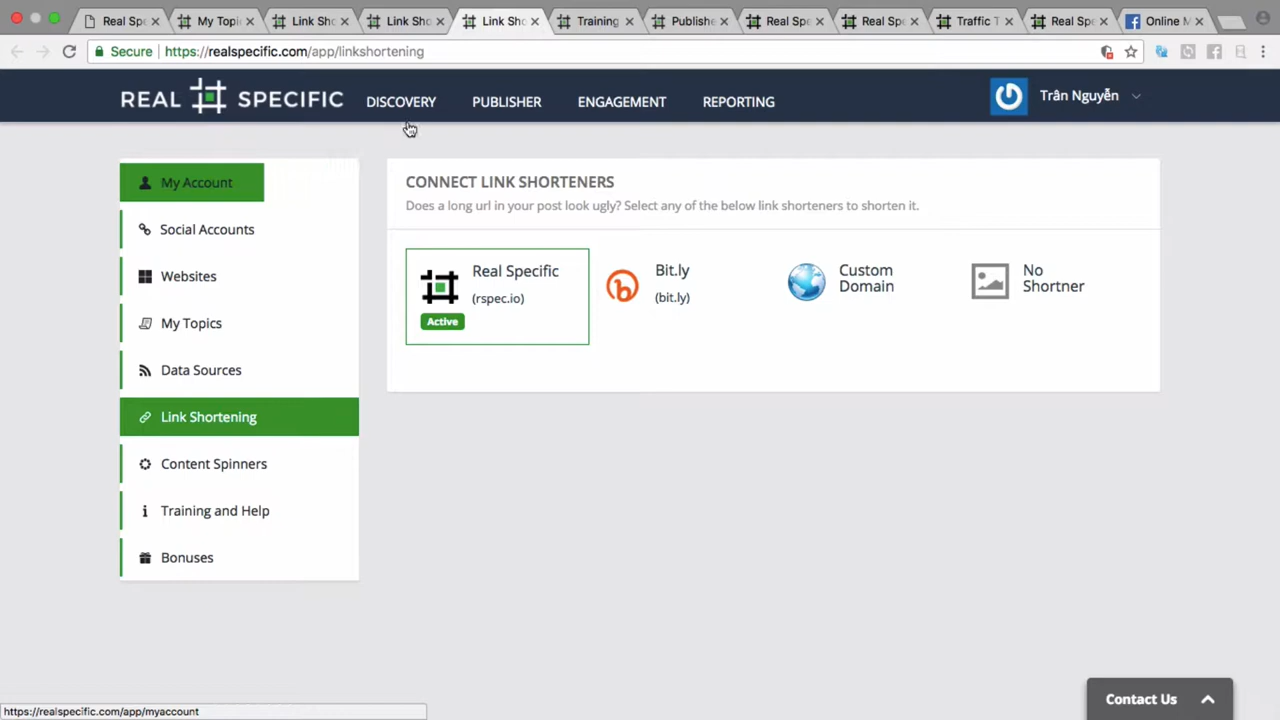 Real Spe
My Topic
Link Sho
Link Sho
Link Sho
Training
Publishe
Real Spe
Real Spe
Traffic T
Real Spe
Online M
Secure https://realspecific.com/app/linkshortening
REAL SPECIFIC
DISCOVERY
PUBLISHER
ENGAGEMENT
REPORTING
Trân Nguyễn
My Account
Social Accounts
Websites
My Topics
Data Sources
Link Shortening
Content Spinners
Training and Help
Bonuses
CONNECT LINK SHORTENERS
Does a long url in your post look ugly? Select any of the below link shorteners to shorten it.
Real Specific
(rspec.io)
Active
Bit.ly
(bit.ly)
Custom
Domain
No
Shortner
Contact Us
https://realspecific.com/app/myaccount